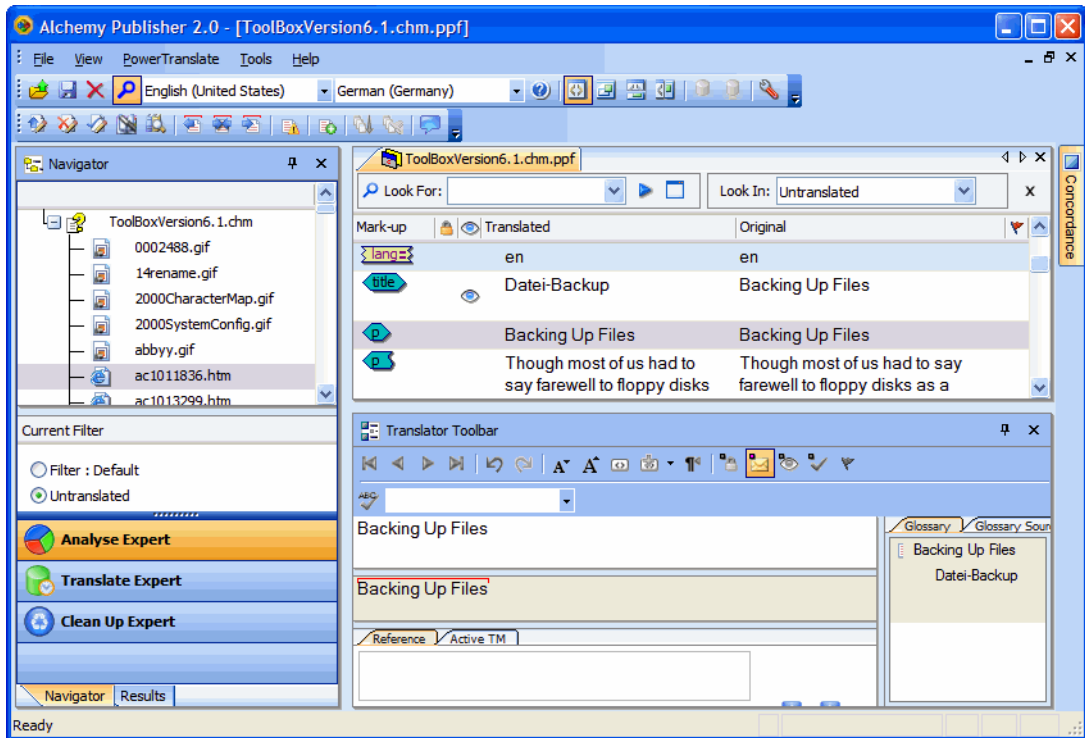 Alchemy Publisher 2.0 - [ToolBoxVersion6.1.chm.ppf]
File View PowerTranslate Tools Help
English (United States) German (Germany)
Navigator
ToolBoxVersion6.1.chm
0002488.gif
14rename.gif
2000CharacterMap.gif
2000SystemConfig.gif
abbyy.gif
ac1011836.htm
ac1013299.htm
Current Filter
Filter : Default
Untranslated
Analyse Expert
Translate Expert
Clean Up Expert
Navigator Results
ToolBoxVersion6.1.chm.ppf
Look For: Look In: Untranslated x
Mark-up Translated Original
lang= en en
title Datei-Backup Backing Up Files
p Backing Up Files Backing Up Files
p Though most of us had to Though most of us had to say
say farewell to floppy disks farewell to floppy disks as a
Translator Toolbar
A A
ABC
Backing Up Files
Backing Up Files
Reference Active TM
Glossary Glossary Sour
Backing Up Files
Datei-Backup
Concordance
Ready